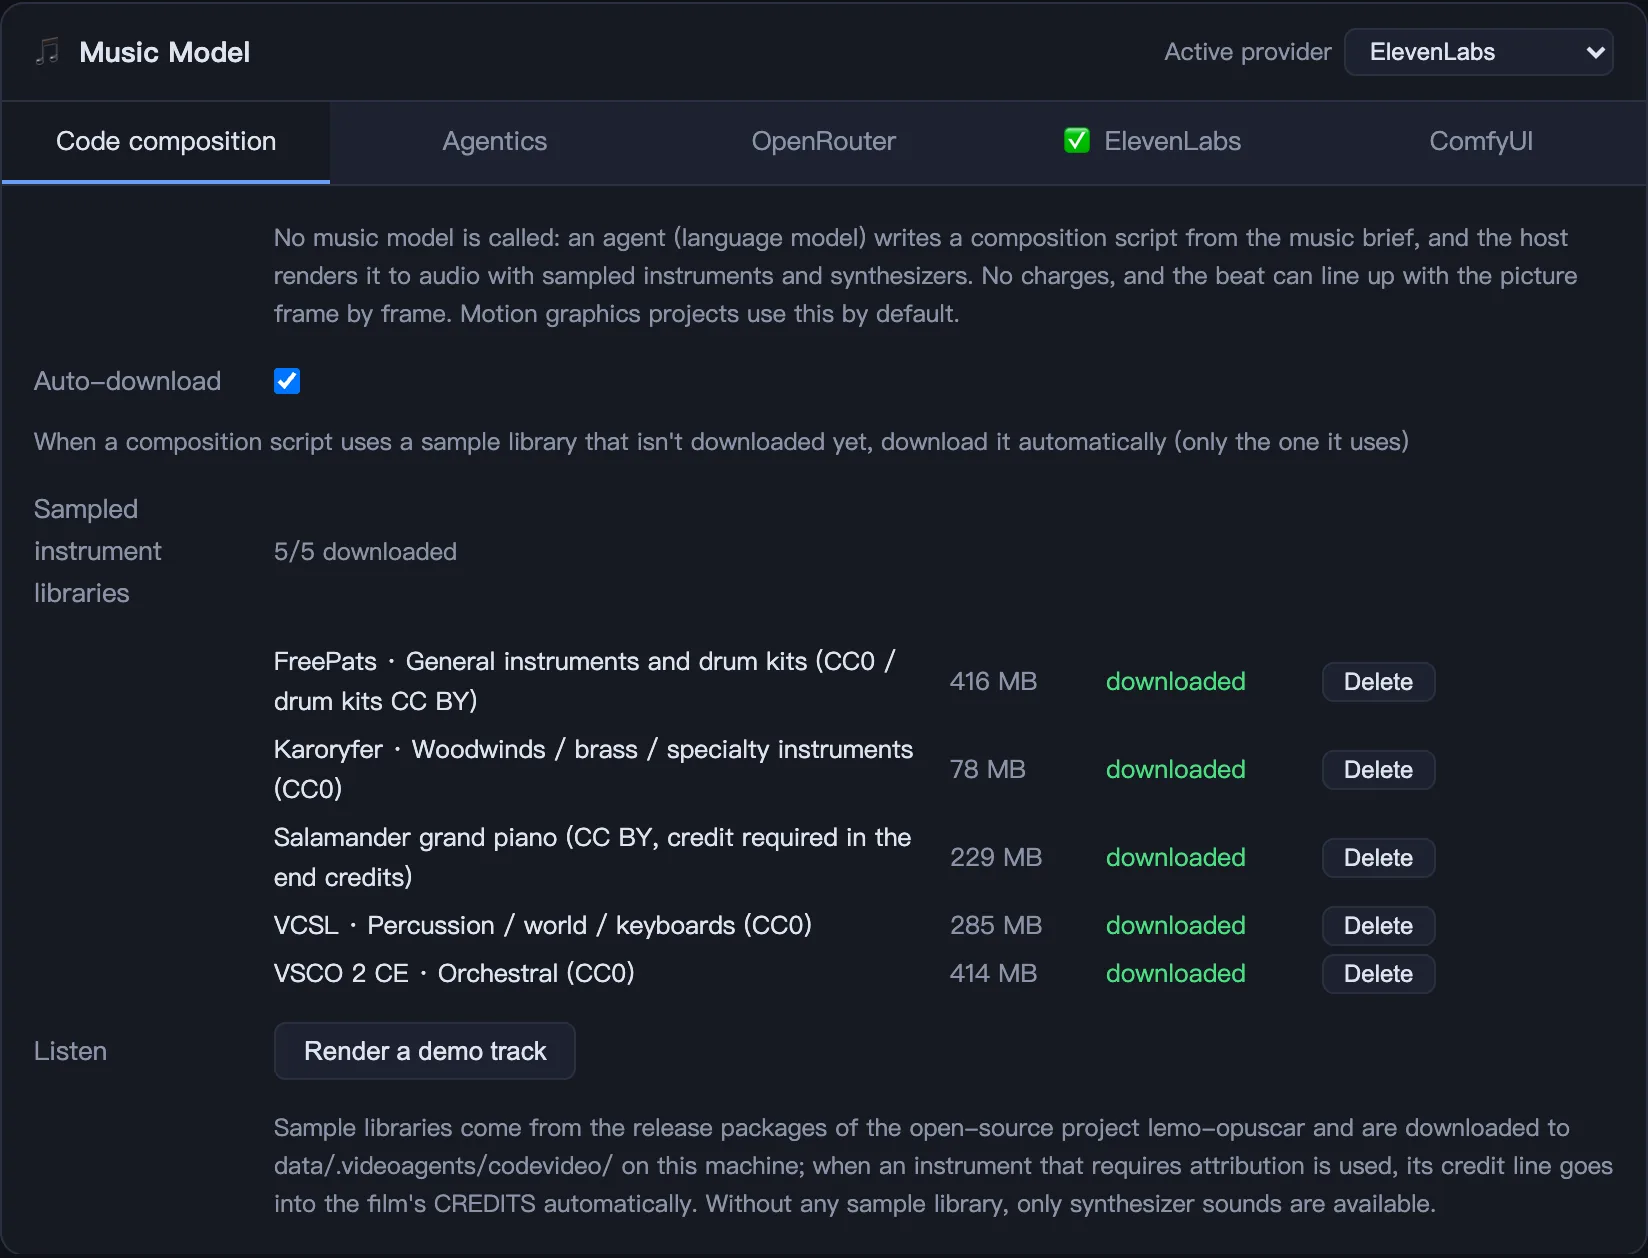 Music Model
Active provider
ElevenLabs
Code composition
Agentics
OpenRouter
ElevenLabs
ComfyUI
No music model is called: an agent (language model) writes a composition script from the music brief, and the host
renders it to audio with sampled instruments and synthesizers. No charges, and the beat can line up with the picture
frame by frame. Motion graphics projects use this by default.
Auto-download
When a composition script uses a sample library that isn't downloaded yet, download it automatically (only the one it uses)
Sampled
instrument
libraries
5/5 downloaded
FreePats · General instruments and drum kits (CC0 /
drum kits CC BY)
416 MB
downloaded
Delete
Karoryfer · Woodwinds / brass / specialty instruments
(CC0)
78 MB
downloaded
Delete
Salamander grand piano (CC BY, credit required in the
end credits)
229 MB
downloaded
Delete
VCSL · Percussion / world / keyboards (CC0)
285 MB
downloaded
Delete
VSCO 2 CE · Orchestral (CC0)
414 MB
downloaded
Delete
Listen
Render a demo track
Sample libraries come from the release packages of the open-source project lemo-opuscar and are downloaded to
data/.videoagents/codevideo/ on this machine; when an instrument that requires attribution is used, its credit line goes
into the film's CREDITS automatically. Without any sample library, only synthesizer sounds are available.